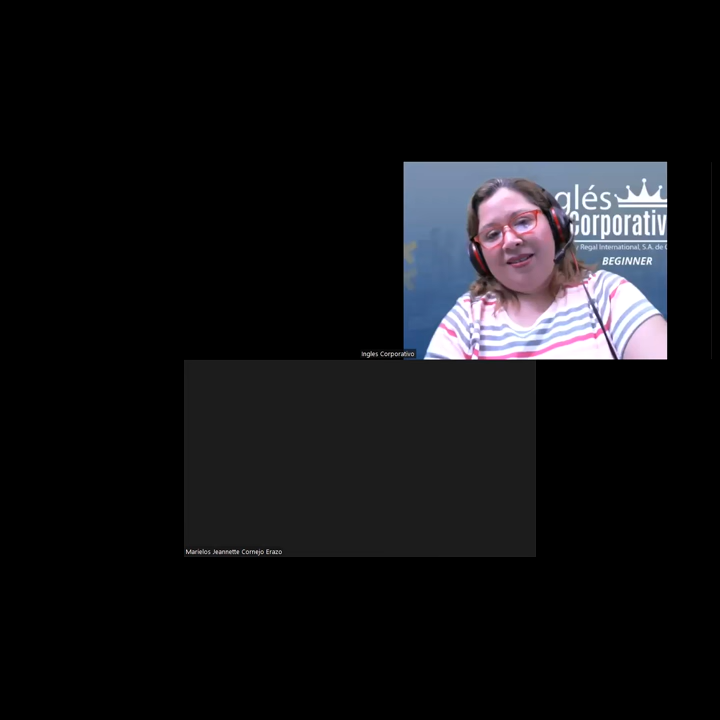 glés
Corporativ
Regal International, S.A. de C
BEGINNER
Ingles Corporativo
Marielos Jeannette Cornejo Erazo